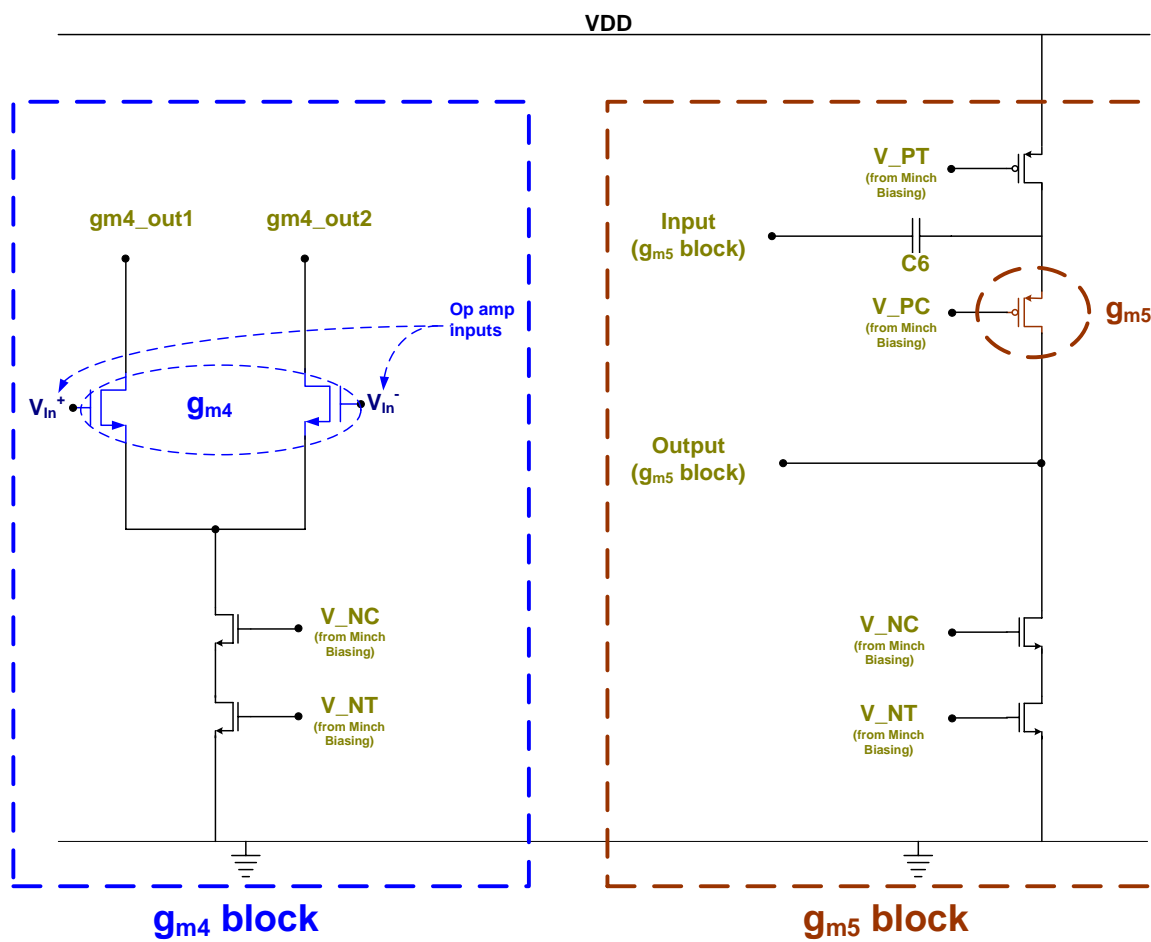 VDD
V_PT
(from Minch
Biasing)
gm4_out1
gm4_out2
Input
(gm5 block)
C6
Op amp
inputs
V_PC
(from Minch
Biasing)
gm5
VIn+
gm4
VIn-
Output
(gm5 block)
V_NC
(from Minch
Biasing)
V_NC
(from Minch
Biasing)
V_NT
(from Minch
Biasing)
V_NT
(from Minch
Biasing)
gm4 block
gm5 block